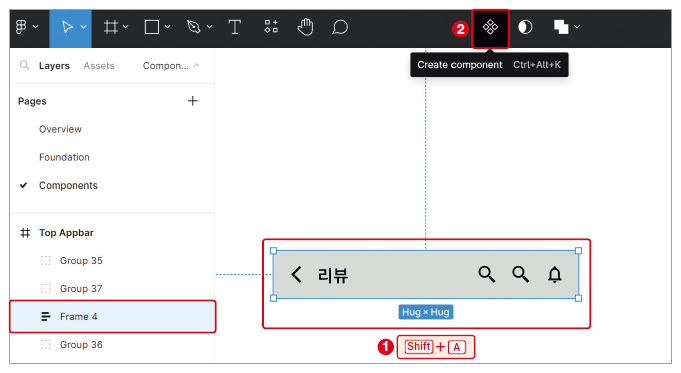 2
Create component Ctrl+Alt+K
Layers Assets Compon...
Pages
Overview
Foundation
Components
Top Appbar
Group 35
Group 37
Frame 4
Group 36
리뷰
Hug × Hug
1 Shift + A